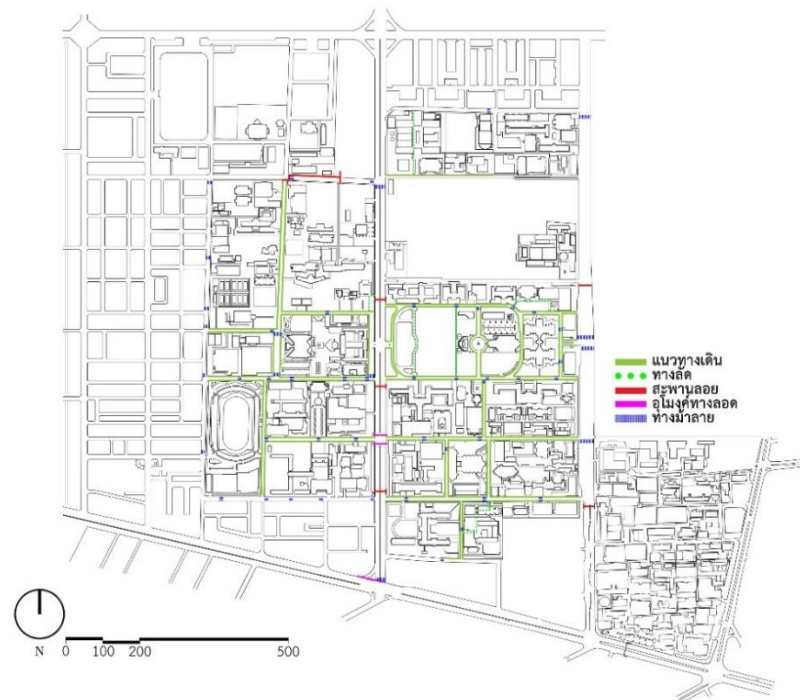 แนวทางเดิน
ทางลัด
สะพานลอย
อุโมงค์ทางลอด
ทางม้าลาย
N 0 100 200 500